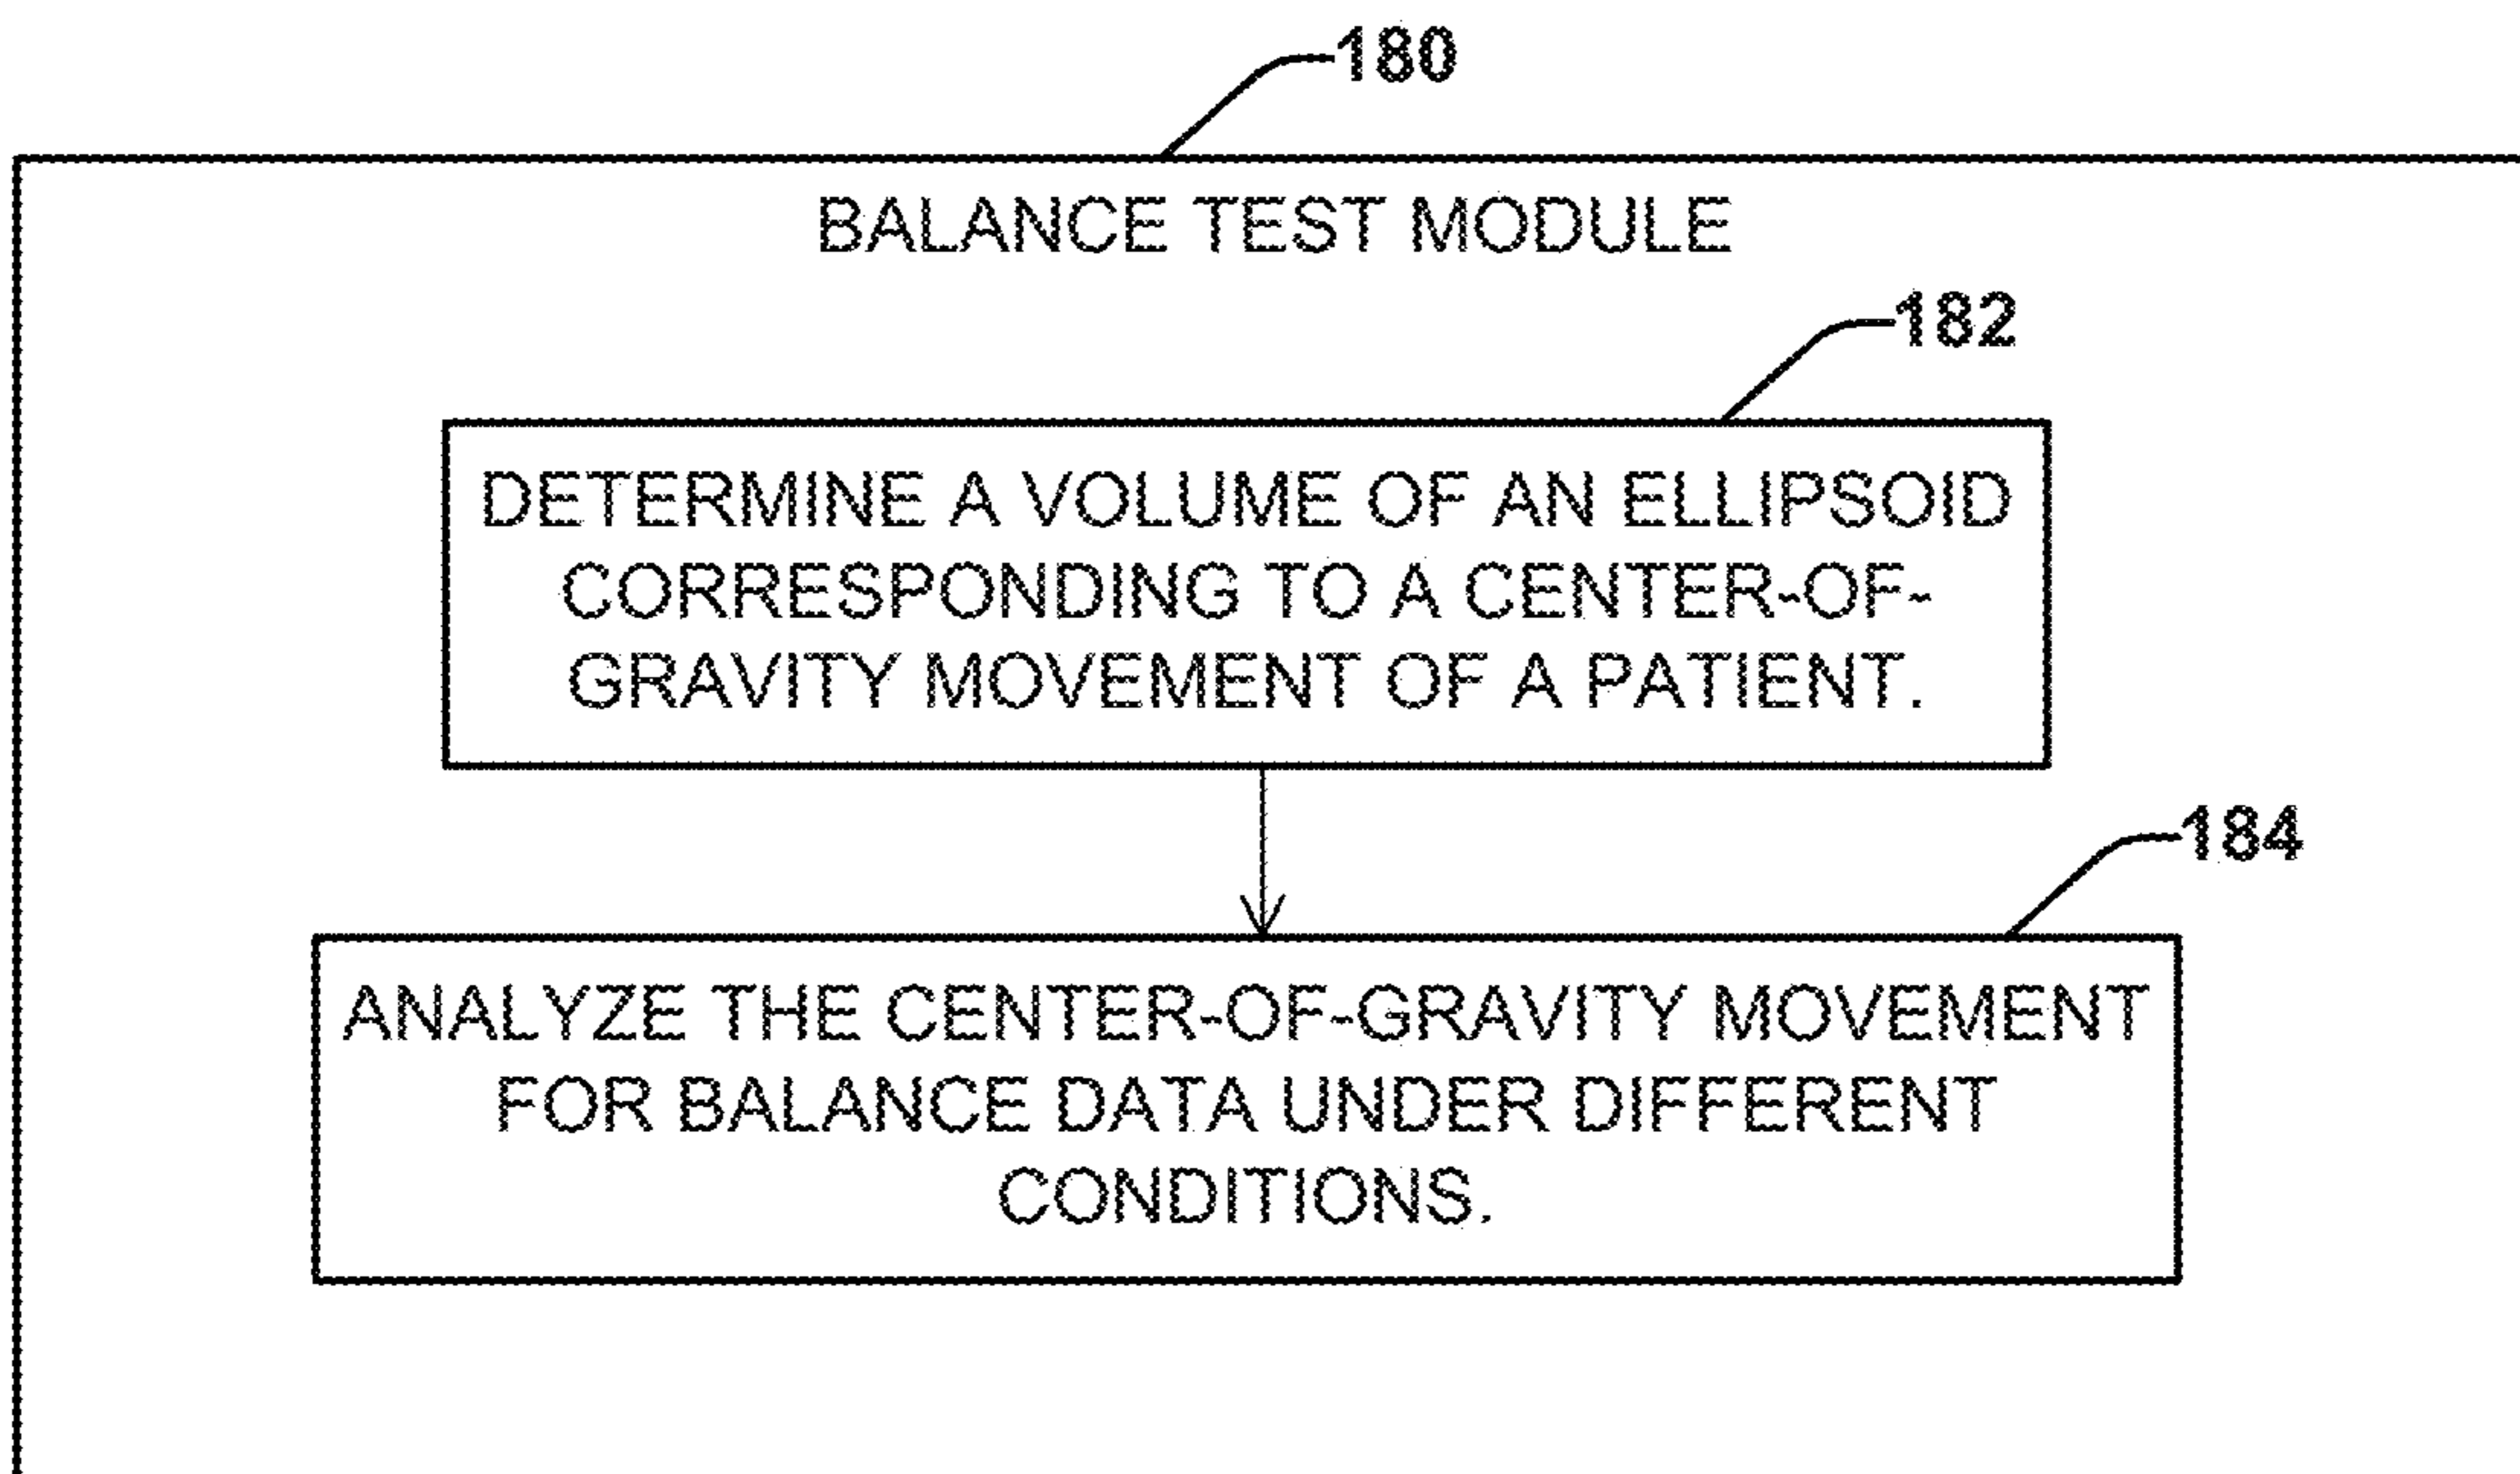 180
BALANCE TEST MODULE
182
DETERMINE A VOLUME OF AN ELLIPSOID
CORRESPONDING TO A CENTER-OF-
GRAVITY MOVEMENT OF A PATIENT.
184
ANALYZE THE CENTER-OF-GRAVITY MOVEMENT
FOR BALANCE DATA UNDER DIFFERENT
CONDITIONS.